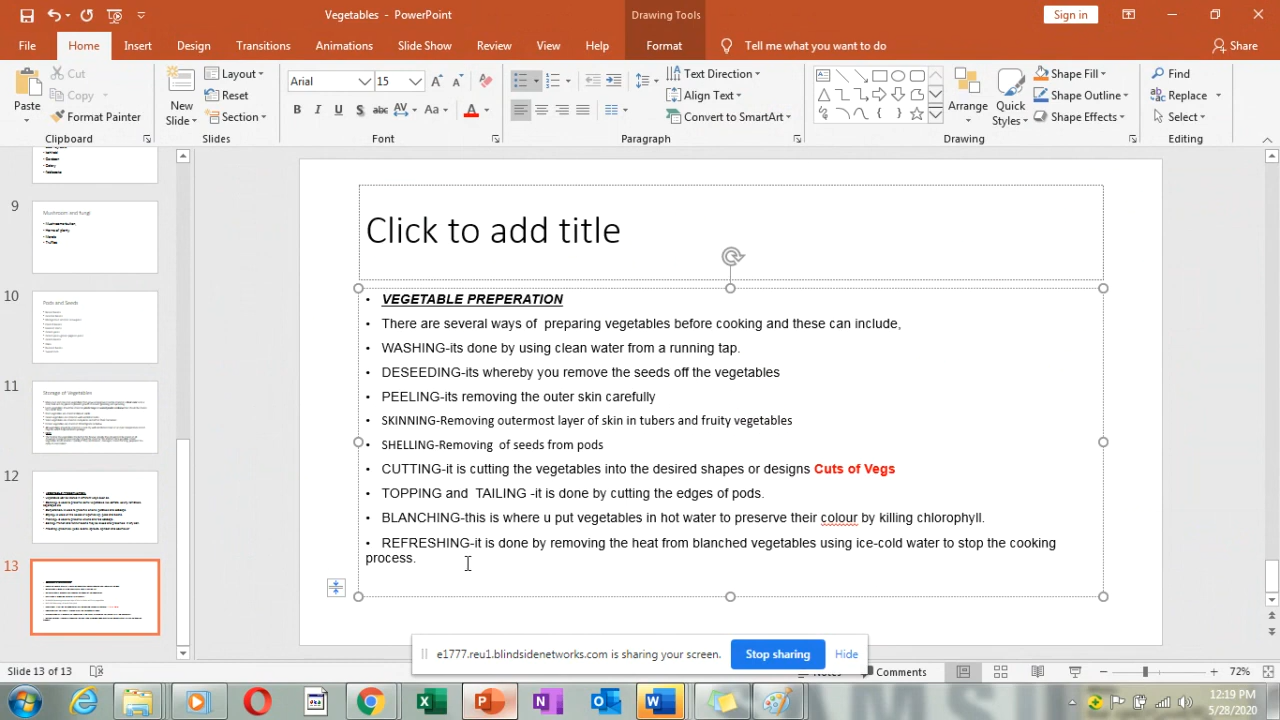 Vegetables - PowerPoint
Drawing Tools
Sign in
File Home Insert Design Transitions Animations Slide Show Review View Help Format Tell me what you want to do Share
Paste
Cut
Copy
Format Painter
Clipboard
New Slide
Layout
Reset
Section
Slides
Arial 15
Font
Text Direction
Align Text
Convert to SmartArt
Paragraph
Arrange
Quick Styles
Shape Fill
Shape Outline
Shape Effects
Drawing
Find
Replace
Select
Editing
9
Mushroom and fungi
10
Pods and Seeds
11
Storage of Vegetables
12
13
Click to add title
• VEGETABLE PREPERATION
• There are several ways of preparing vegetables before cooking and these can include,
• WASHING-its done by using clean water from a running tap.
• DESEEDING-its whereby you remove the seeds off the vegetables
• PEELING-its removing the outer skin carefully
• SKINNING-Removing outermost layer of skin in tubers and fruity vegetables
• SHELLING-Removing of seeds from pods
• CUTTING-it is cutting the vegetables into the desired shapes or designs Cuts of Vegs
• TOPPING and TAILING -it is done by cutting the edges of pods.
• BLANCHING-this is where u put vegetables in hot water to preserve their colour by killing chlorophyll.
• REFRESHING-it is done by removing the heat from blanched vegetables using ice-cold water to stop the cooking
process.
e1777.reu1.blindsidenetworks.com is sharing your screen. Stop sharing Hide
Slide 13 of 13
Notes Comments 72%
12:19 PM
5/28/2020